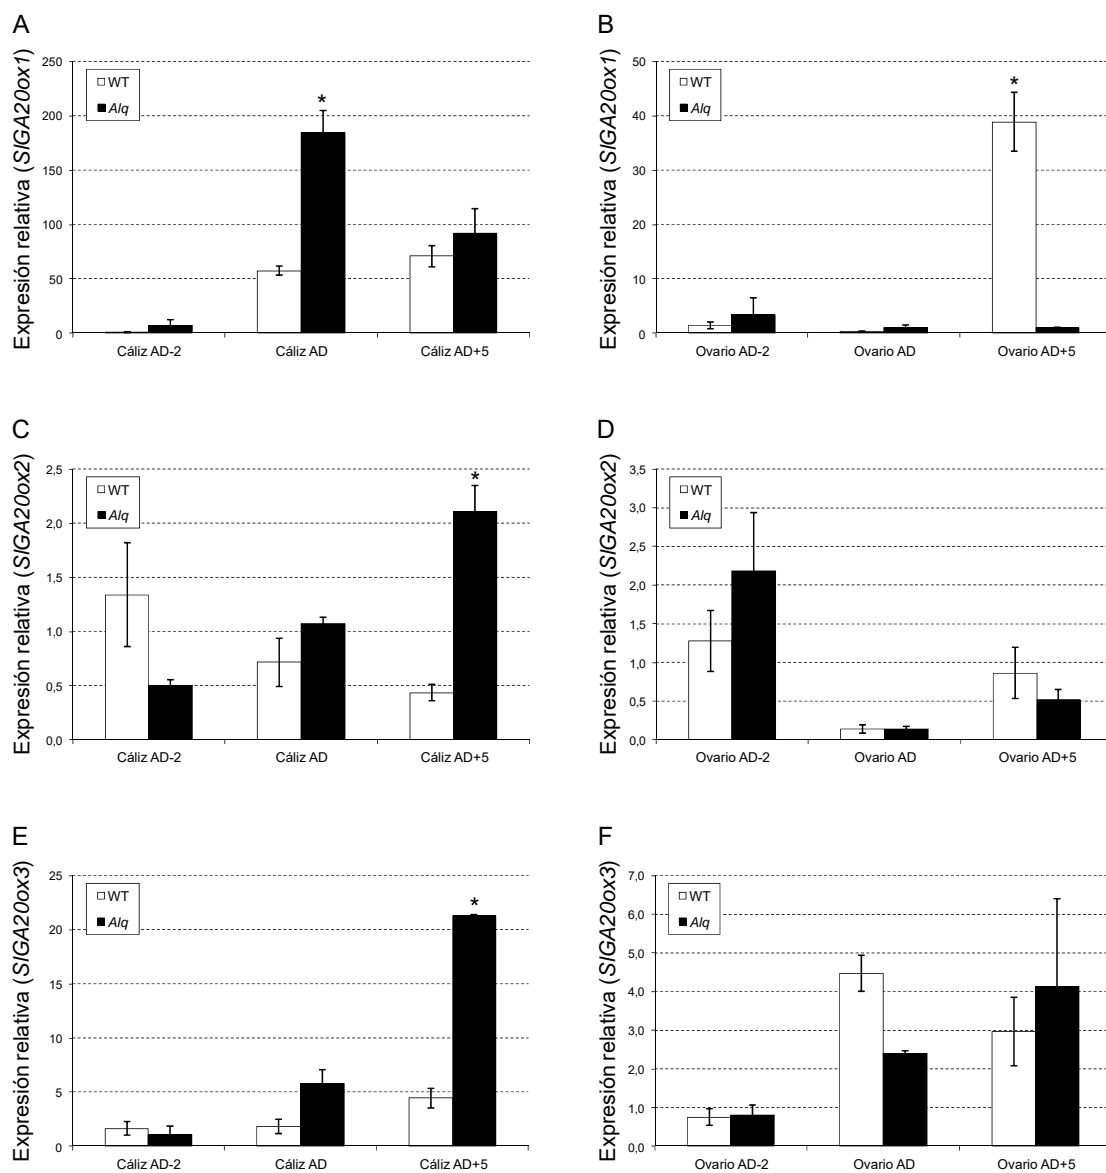 A
Expresión relativa (SlGA20ox1)
250
200
150
100
50
0
WT
Alq
*
Cáliz AD-2
Cáliz AD
Cáliz AD+5
B
Expresión relativa (SlGA20ox1)
50
40
30
20
10
0
WT
Alq
*
Ovario AD-2
Ovario AD
Ovario AD+5
C
Expresión relativa (SlGA20ox2)
2,5
2,0
1,5
1,0
0,5
0,0
WT
Alq
*
Cáliz AD-2
Cáliz AD
Cáliz AD+5
D
Expresión relativa (SlGA20ox2)
3,5
3,0
2,5
2,0
1,5
1,0
0,5
0,0
WT
Alq
Ovario AD-2
Ovario AD
Ovario AD+5
E
Expresión relativa (SlGA20ox3)
25
20
15
10
5
0
WT
Alq
*
Cáliz AD-2
Cáliz AD
Cáliz AD+5
F
Expresión relativa (SlGA20ox3)
7,0
6,0
5,0
4,0
3,0
2,0
1,0
0,0
WT
Alq
Ovario AD-2
Ovario AD
Ovario AD+5